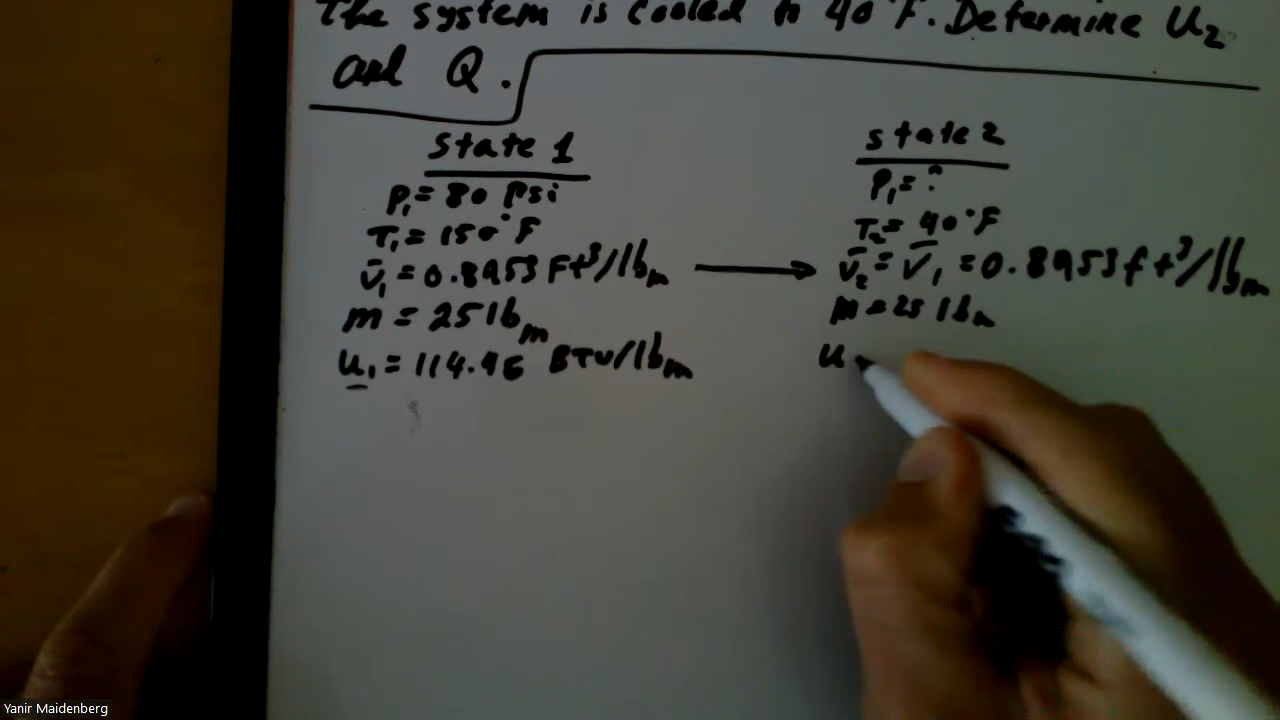 The system is cooled to 40°F. Determine U2
and Q.
state 1
P1 = 80 Psi
T1 = 150°F
v̄1 = 0.8953 Ft³/lbm
m = 25 lbm
u1 = 114.46 BTU/lbm
state 2
P1 = ?
T2 = 40°F
v̄2 = v̄1 = 0.8953 ft³/lbm
m = 25 lbm
u
Yanir Maidenberg